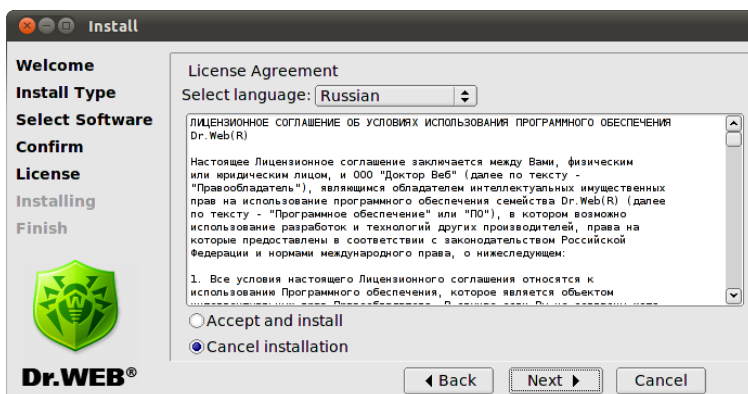 Install
Welcome
Install Type
Select Software
Confirm
License
Installing
Finish
Dr.WEB®
License Agreement
Select language: Russian
ЛИЦЕНЗИОННОЕ СОГЛАШЕНИЕ ОБ УСЛОВИЯХ ИСПОЛЬЗОВАНИЯ ПРОГРАММНОГО ОБЕСПЕЧЕНИЯ
Dr.Web(R)
Настоящее Лицензионное соглашение заключается между Вами, физическим
или юридическим лицом, и ООО "Доктор Веб" (далее по тексту -
"Правообладатель"), являющимся обладателем интеллектуальных имущественных
прав на использование программного обеспечения семейства Dr.Web(R) (далее
по тексту - "Программное обеспечение" или "ПО"), в котором возможно
использование разработок и технологий других производителей, права на
которые предоставлены в соответствии с законодательством Российской
Федерации и нормами международного права, о нижеследующем:
1. Все условия настоящего Лицензионного соглашения относятся к
использованию Программного обеспечения, которое является объектом
Accept and install
Cancel installation
Back
Next
Cancel